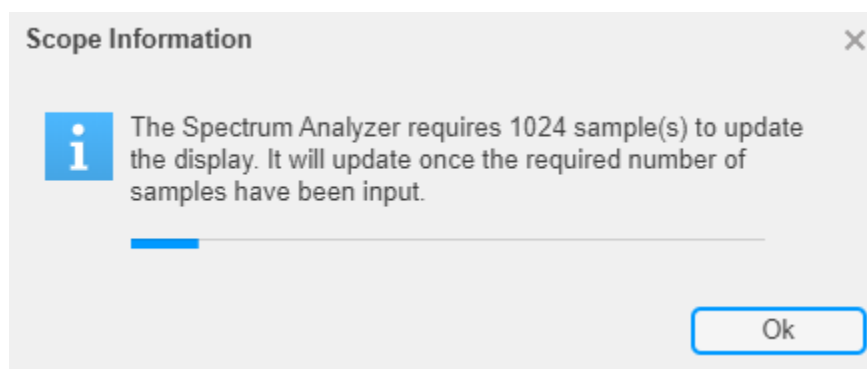 Scope Information
The Spectrum Analyzer requires 1024 sample(s) to update
the display. It will update once the required number of
samples have been input.
Ok